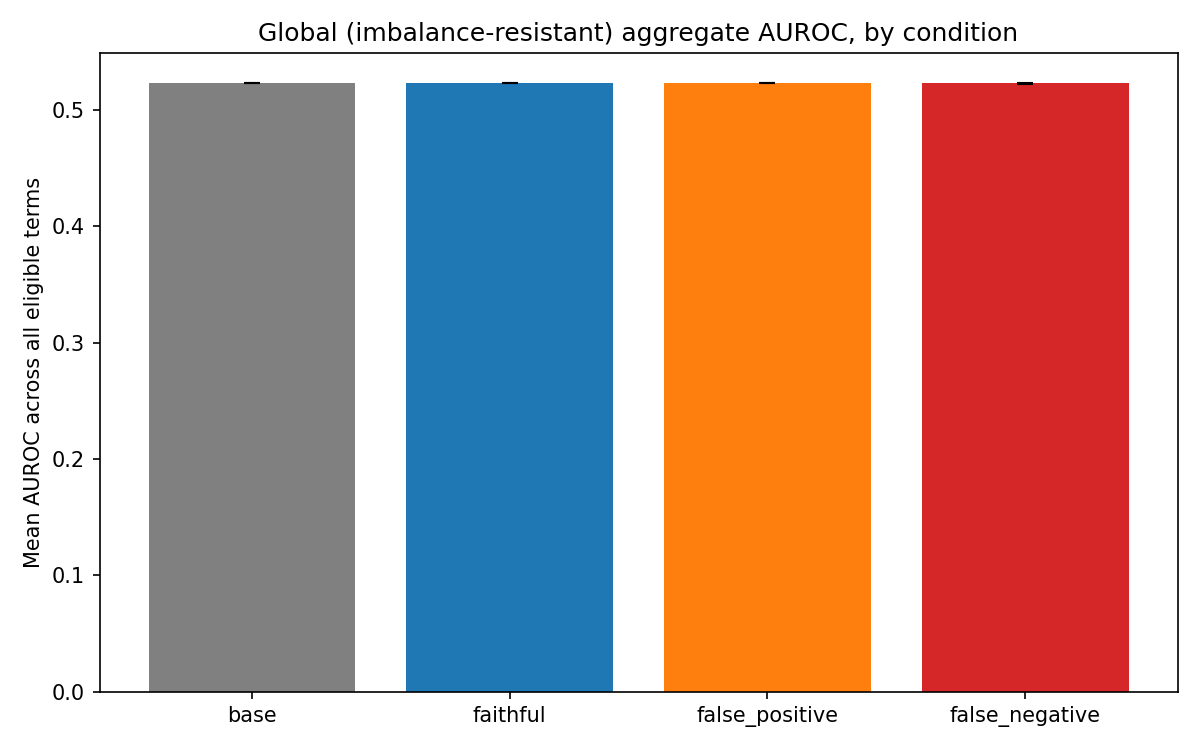 Global (imbalance-resistant) aggregate AUROC, by condition
Mean AUROC across all eligible terms
0.5
0.4
0.3
0.2
0.1
0.0
base
faithful
false_positive
false_negative